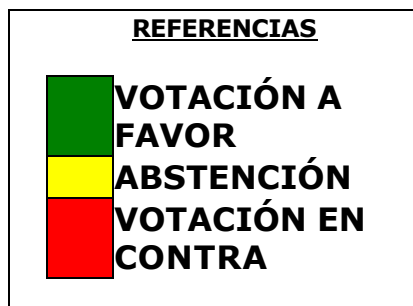 REFERENCIAS
VOTACIÓN A
FAVOR
ABSTENCIÓN
VOTACIÓN EN
CONTRA